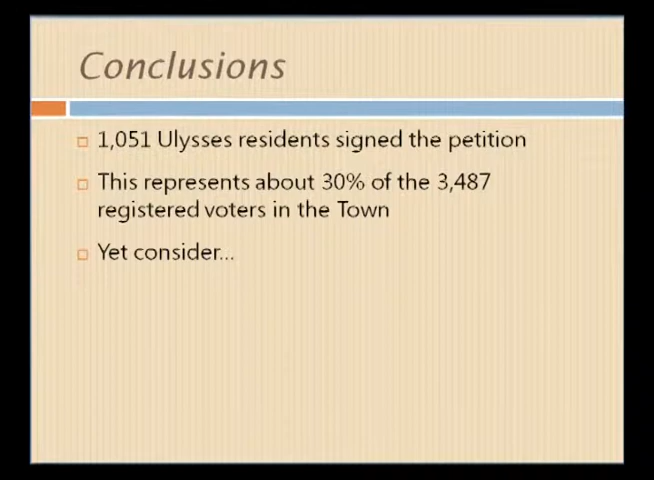 Conclusions
1,051 Ulysses residents signed the petition
This represents about 30% of the 3,487
registered voters in the Town
Yet consider...